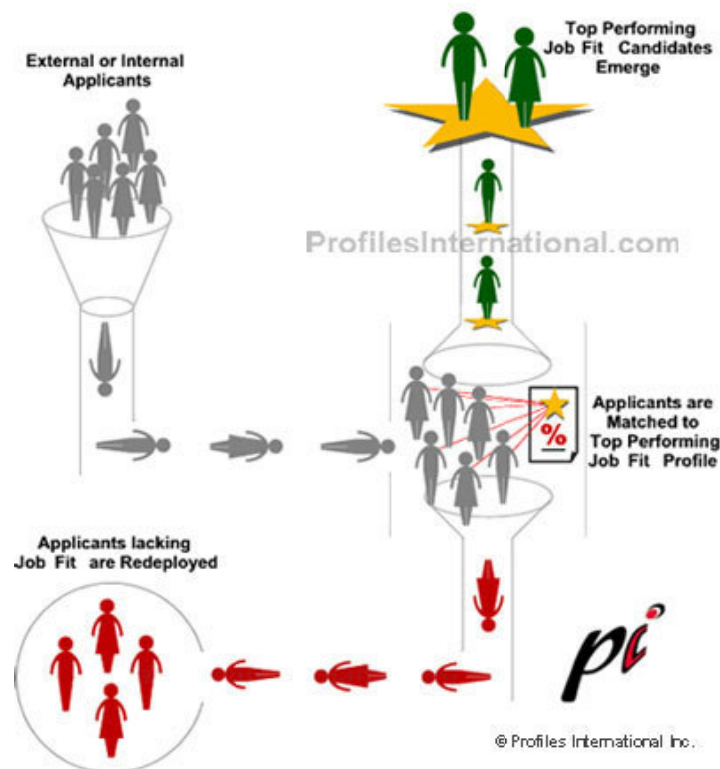 External or Internal
Applicants
Top Performing
Job Fit Candidates
Emerge
ProfilesInternational.com
%
Applicants are
Matched to
Top Performing
Job Fit Profile
Applicants lacking
Job Fit are Redeployed
pi
© Profiles International Inc.